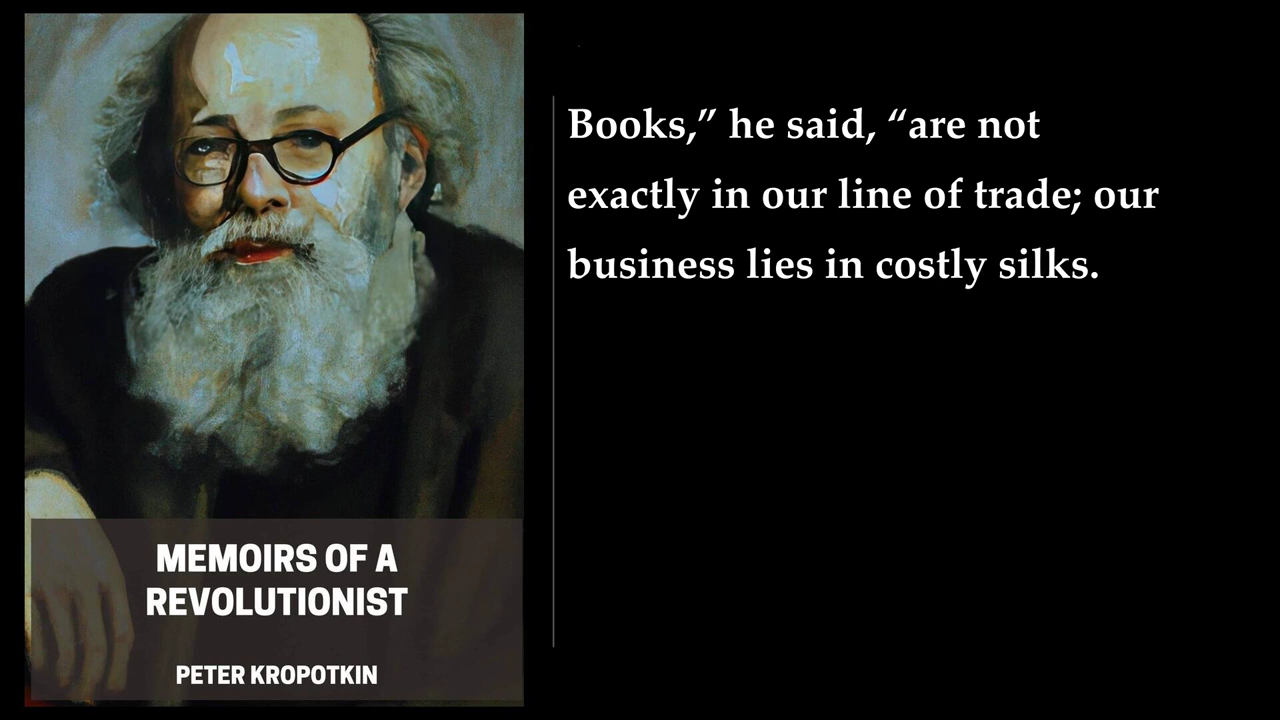 Books,” he said, “are not
exactly in our line of trade; our
business lies in costly silks.
MEMOIRS OF A
REVOLUTIONIST
PETER KROPOTKIN